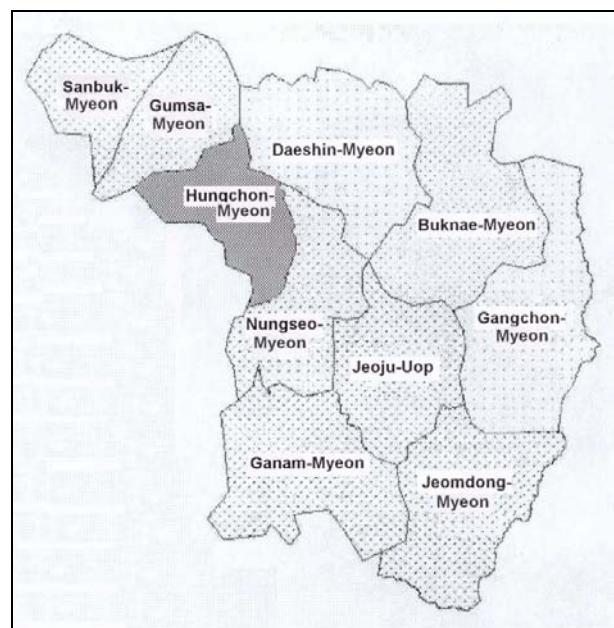 Sanbuk-
Myeon
Gumsa-
Myeon
Daeshin-Myeon
Hungchon-
Myeon
Buknae-Myeon
Nungseo-
Myeon
Gangchon-
Myeon
Jeoju-Uop
Ganam-Myeon
Jeomdong-
Myeon